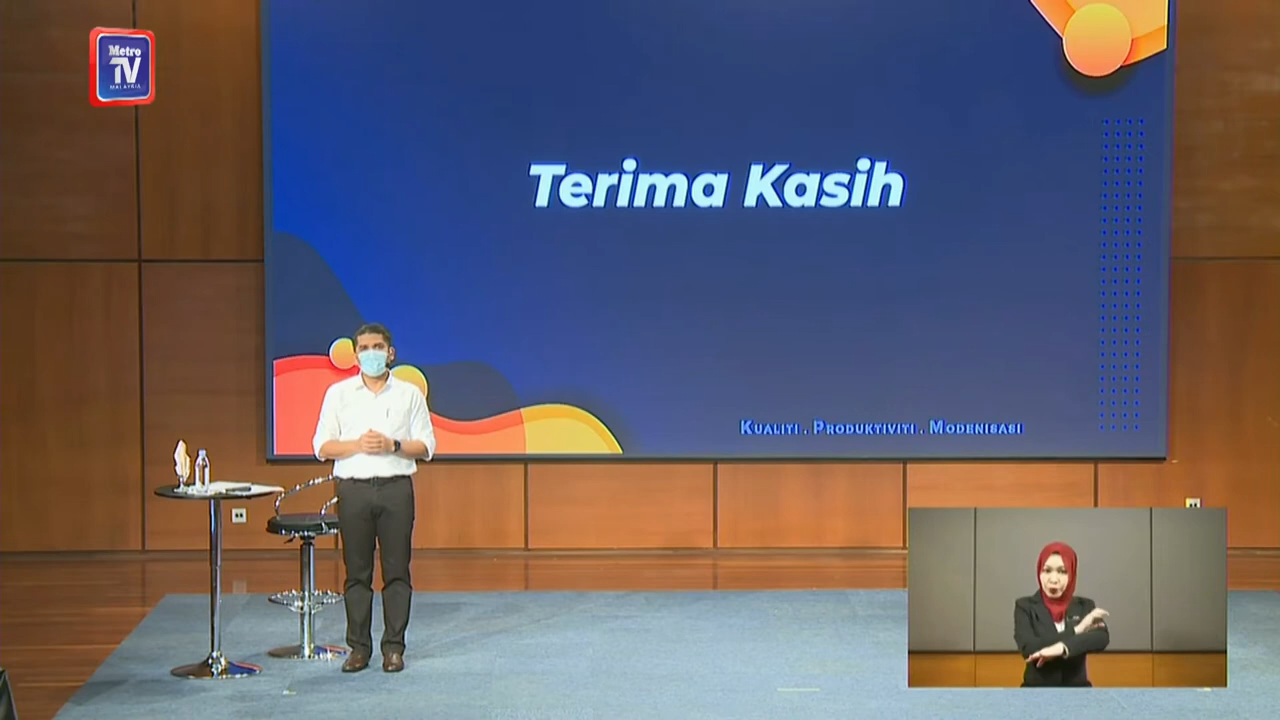 Metro
TV
MALAYSIA
Terima Kasih
KUALITI . PRODUKTIVITI . MODENISASI